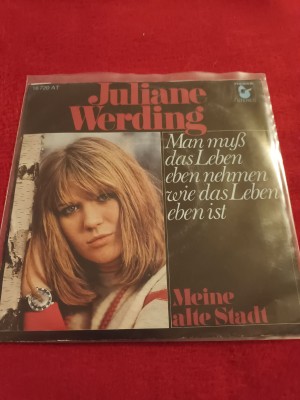 Juliane
Werding
Man muß
das Leben
eben nehmen
wie das Leben
eben ist
Meine
alte Stadt